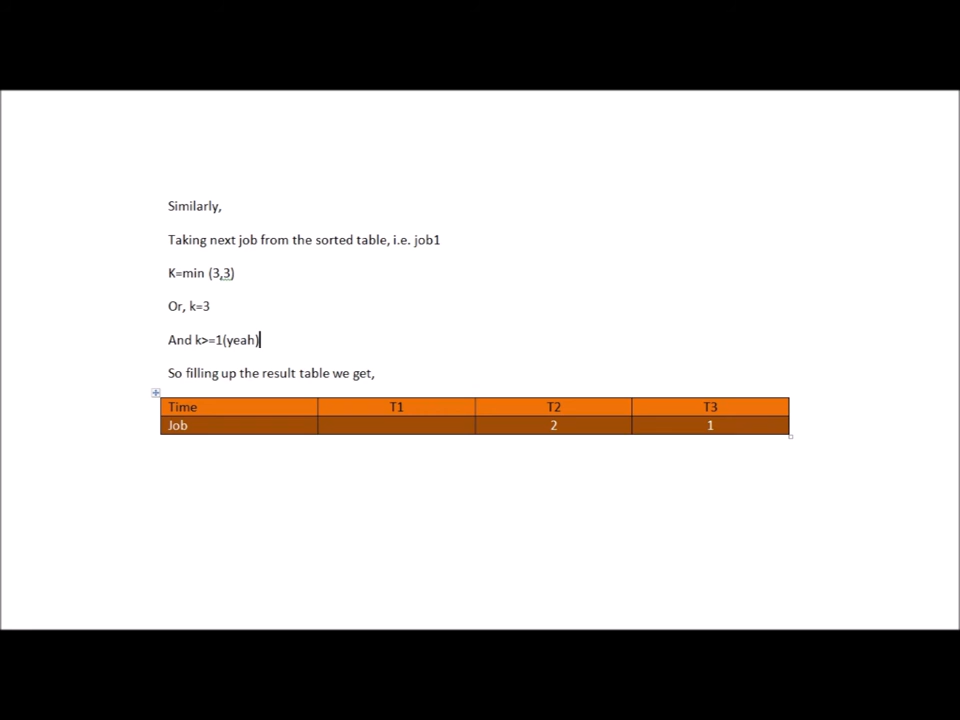 Similarly,
Taking next job from the sorted table, i.e. job1
K=min (3,3)
Or, k=3
And k>=1(yeah)
So filling up the result table we get,
Time T1 T2 T3
Job 2 1